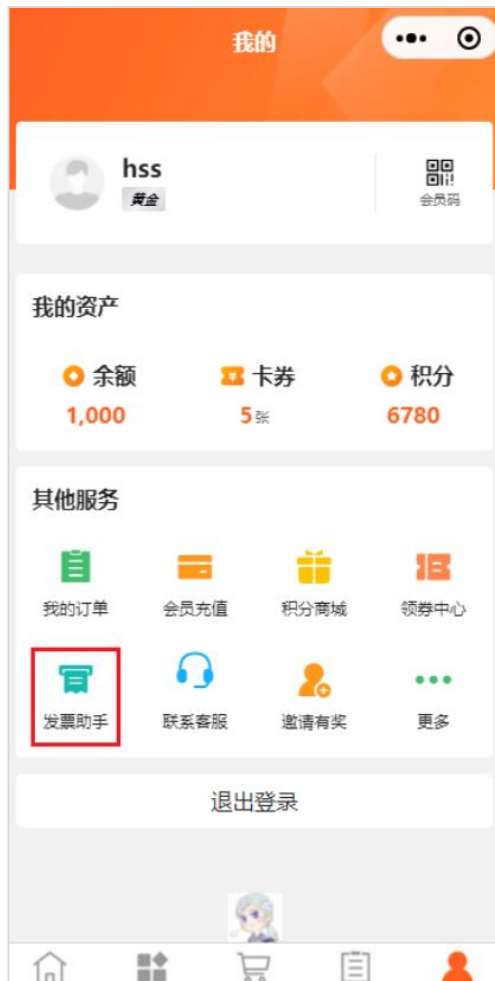 我的
hss
黄金
会员码
我的资产
余额 卡券 积分
1,000 5张 6780
其他服务
我的订单 会员充值 积分商城 领券中心
发票助手 联系客服 邀请有奖 更多
退出登录